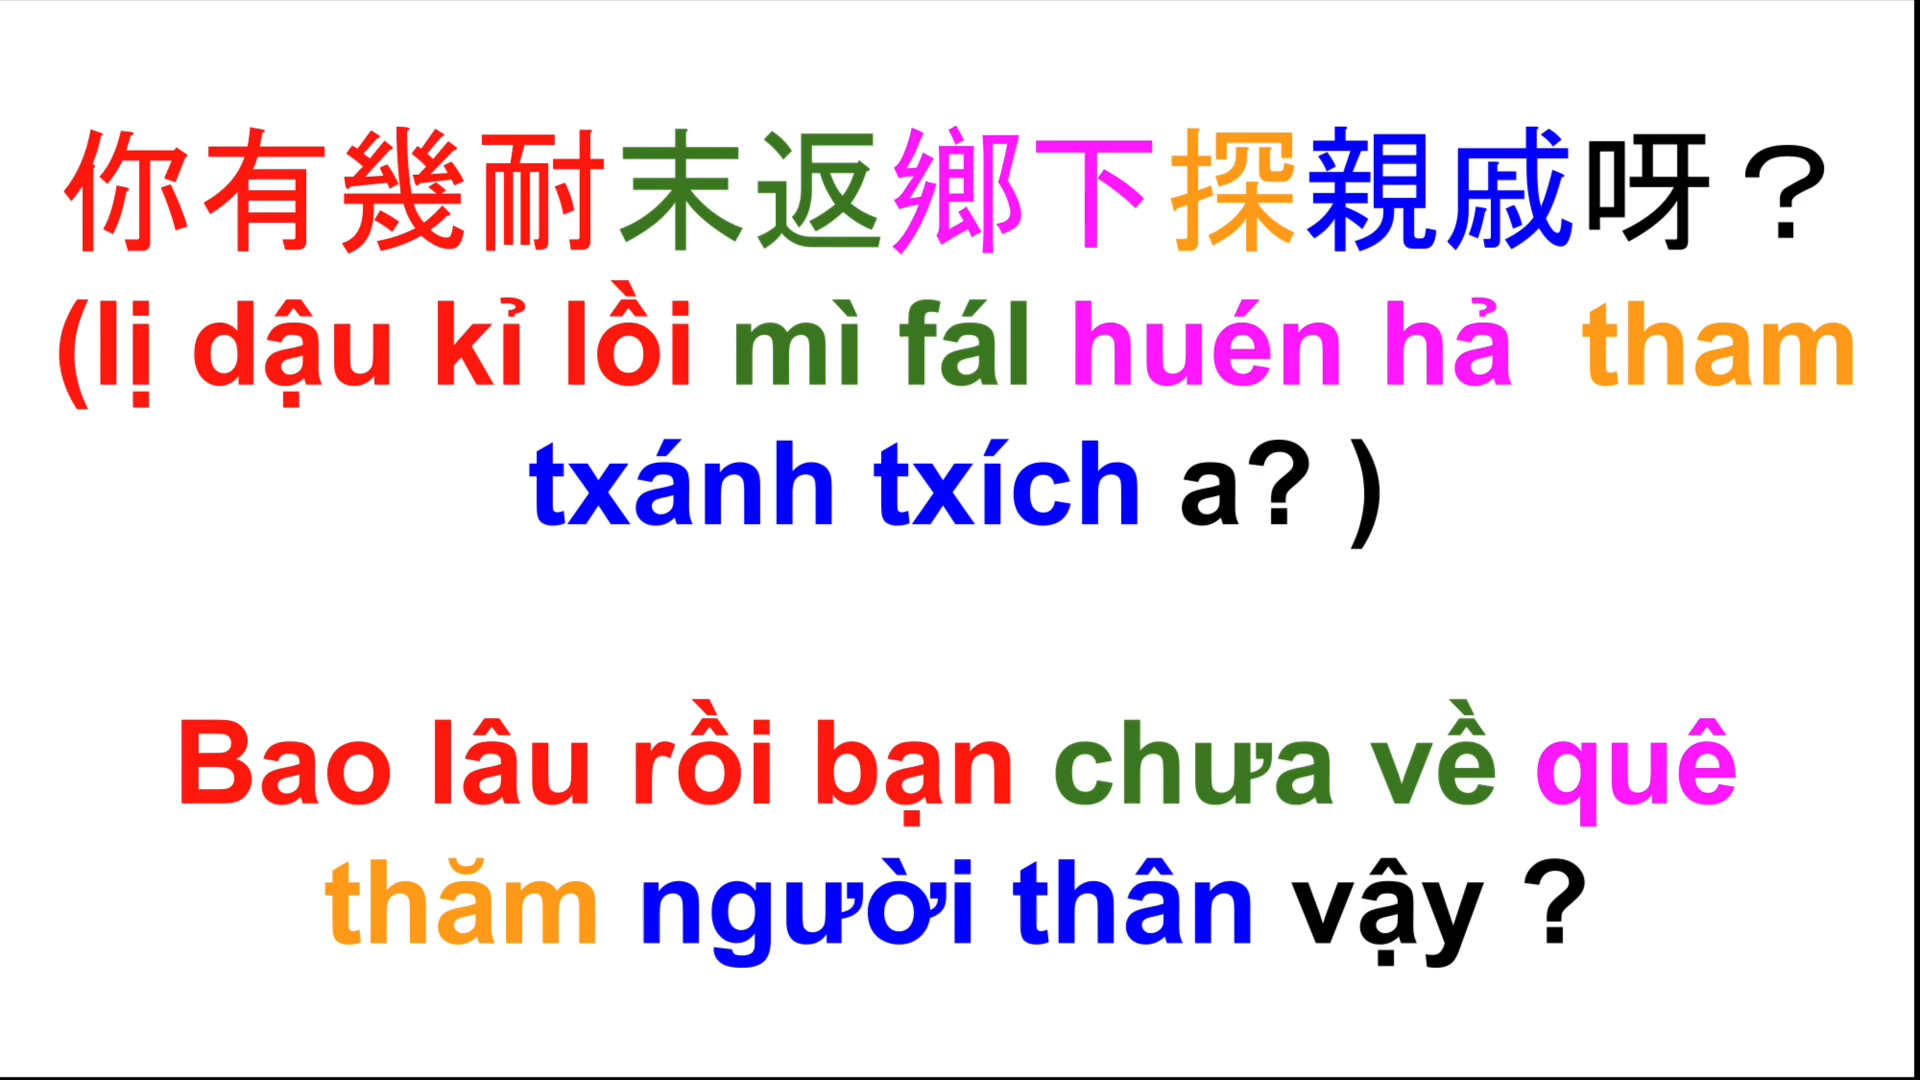 你有幾耐末返鄉下探親戚呀？
(lị dậu kỉ lồi mì fál huén hả tham
txánh txích a? )
Bao lâu rồi bạn chưa về quê
thăm người thân vậy ?